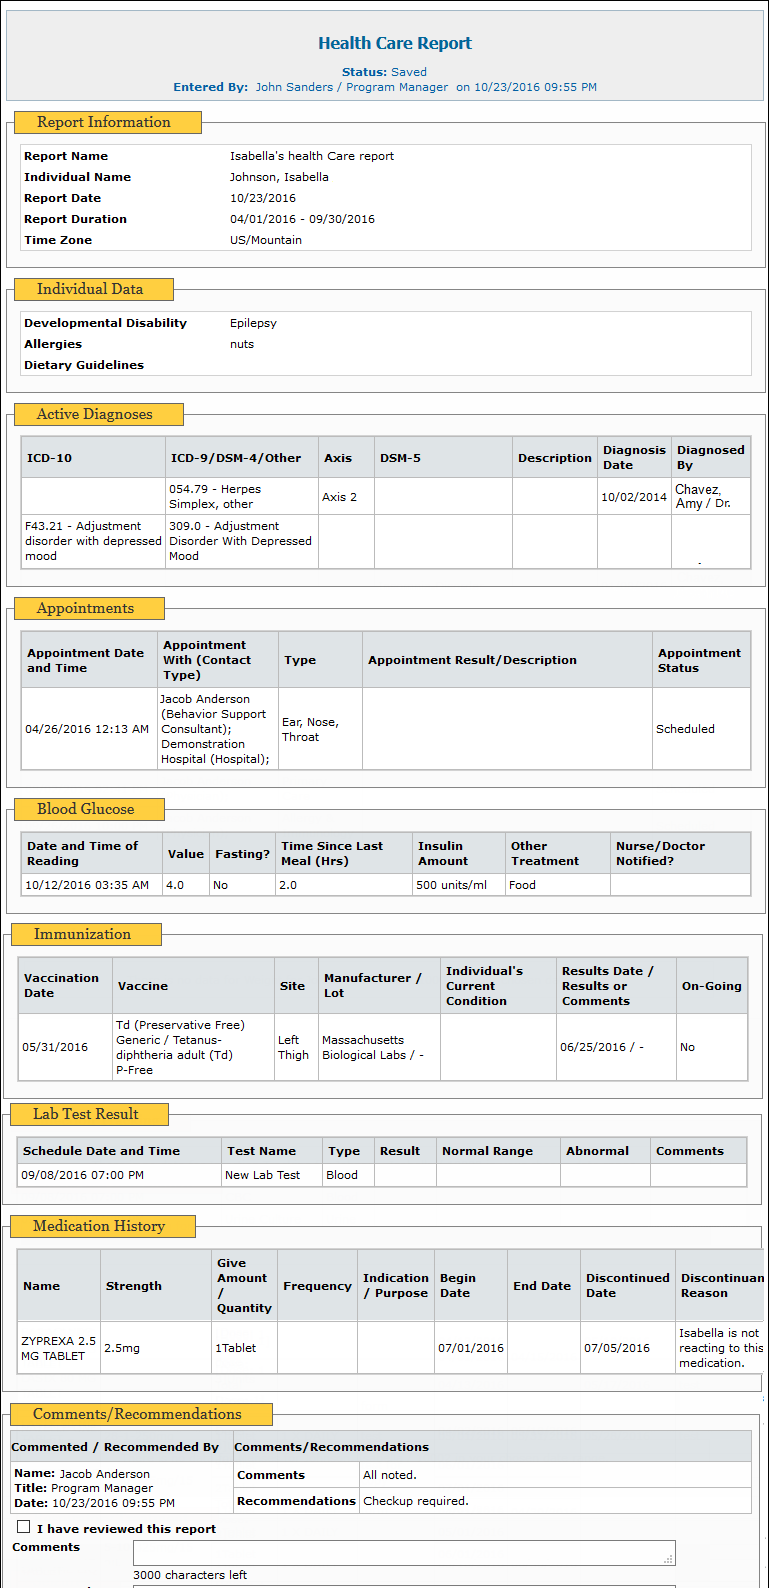 Health Care Report
Status: Saved
Entered By: John Sanders / Program Manager on 10/23/2016 09:55 PM
Report Information
Report Name Isabella's health Care report
Individual Name Johnson, Isabella
Report Date 10/23/2016
Report Duration 04/01/2016 - 09/30/2016
Time Zone US/Mountain
Individual Data
Developmental Disability Epilepsy
Allergies nuts
Dietary Guidelines
Active Diagnoses
ICD-10 ICD-9/DSM-4/Other Axis DSM-5 Description Diagnosis Date Diagnosed By
054.79 - Herpes Simplex, other Axis 2 10/02/2014 Chavez, Amy / Dr.
F43.21 - Adjustment disorder with depressed mood 309.0 - Adjustment Disorder With Depressed Mood
Appointments
Appointment Date and Time Appointment With (Contact Type) Type Appointment Result/Description Appointment Status
04/26/2016 12:13 AM Jacob Anderson (Behavior Support Consultant); Demonstration Hospital (Hospital); Ear, Nose, Throat Scheduled
Blood Glucose
Date and Time of Reading Value Fasting? Time Since Last Meal (Hrs) Insulin Amount Other Treatment Nurse/Doctor Notified?
10/12/2016 03:35 AM 4.0 No 2.0 500 units/ml Food
Immunization
Vaccination Date Vaccine Site Manufacturer / Lot Individual's Current Condition Results Date / Results or Comments On-Going
05/31/2016 Td (Preservative Free) Generic / Tetanus-diphtheria adult (Td) P-Free Left Thigh Massachusetts Biological Labs / - 06/25/2016 / - No
Lab Test Result
Schedule Date and Time Test Name Type Result Normal Range Abnormal Comments
09/08/2016 07:00 PM New Lab Test Blood
Medication History
Name Strength Give Amount / Quantity Frequency Indication / Purpose Begin Date End Date Discontinued Date Discontinuan Reason
ZYPREXA 2.5 MG TABLET 2.5mg 1Tablet 07/01/2016 07/05/2016 Isabella is not reacting to this medication.
Comments/Recommendations
Commented / Recommended By Comments/Recommendations
Name: Jacob Anderson
Title: Program Manager
Date: 10/23/2016 09:55 PM
Comments All noted.
Recommendations Checkup required.
I have reviewed this report
Comments
3000 characters left